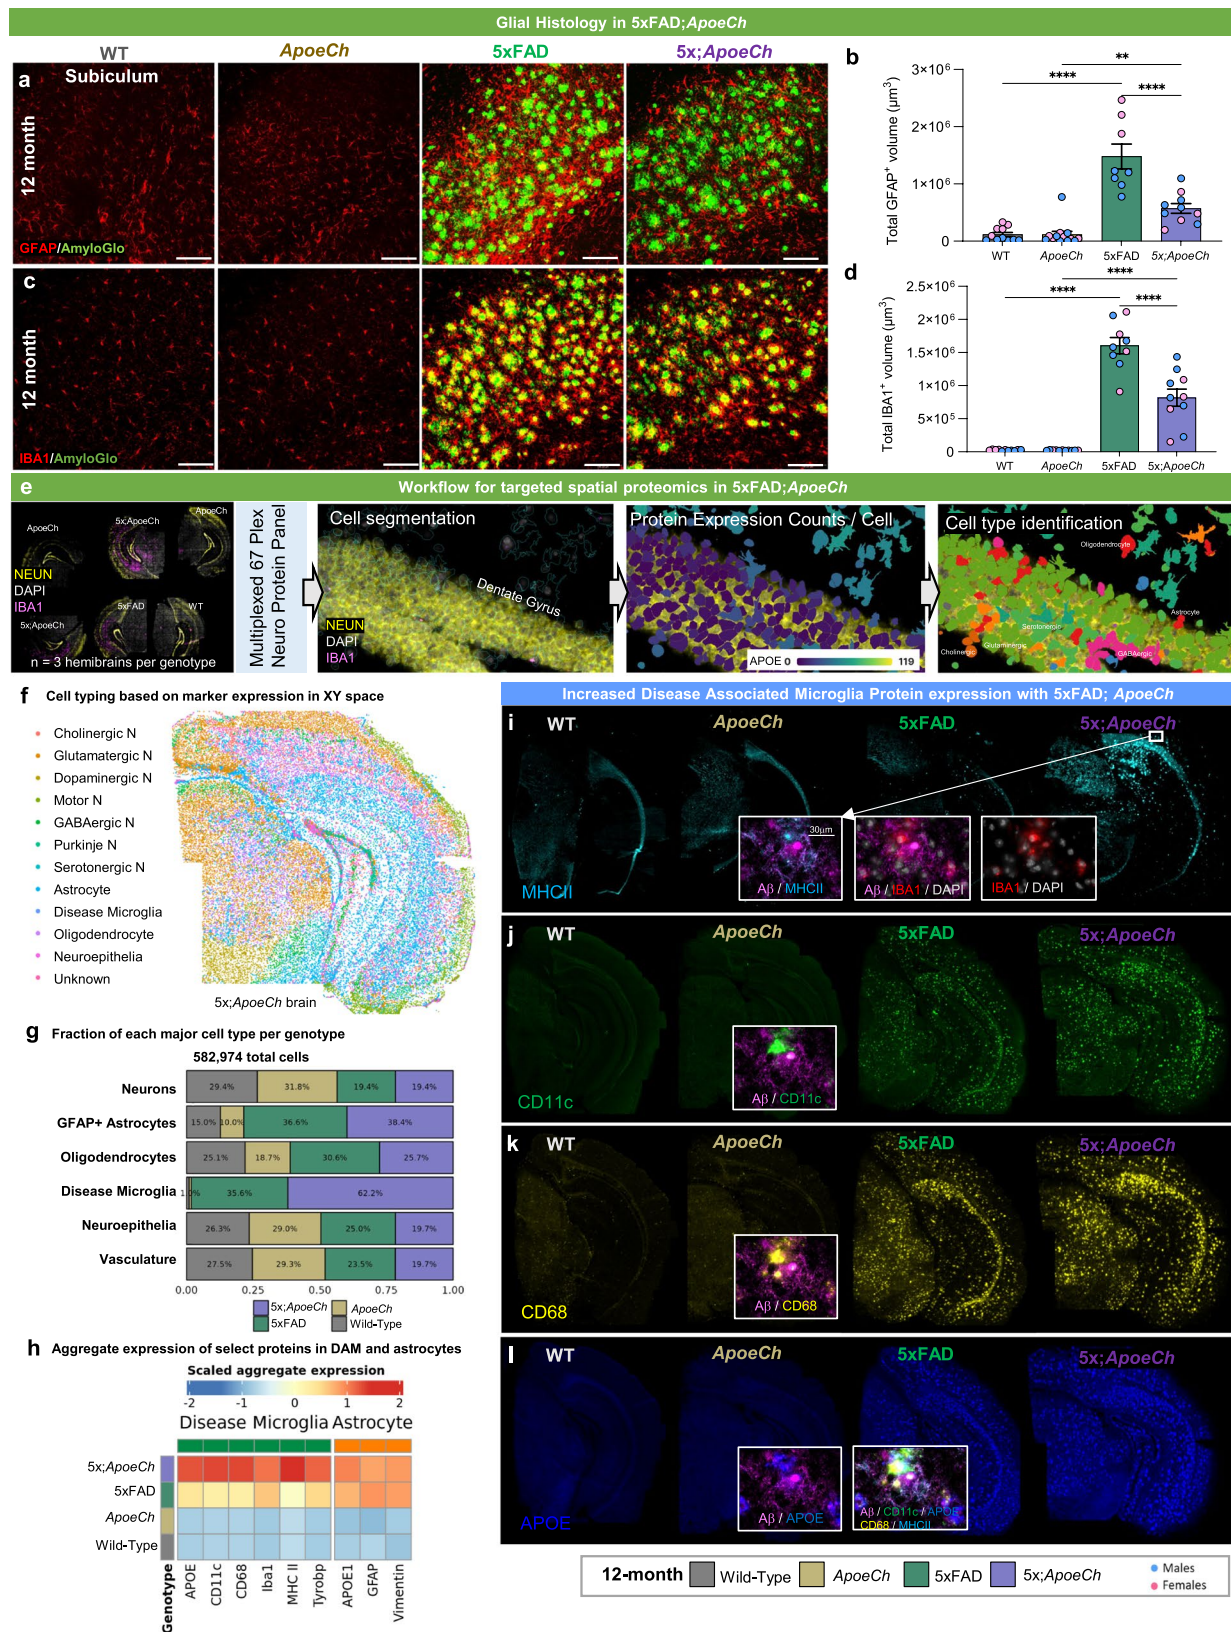 Glial Histology in 5xFAD;ApoeCh
WT
ApoeCh
5xFAD
5x;ApoeCh
a
Subiculum
12 month
GFAP/AmyloGlo
b
Total GFAP⁺ volume (µm³)
3×10⁶
2×10⁶
1×10⁶
0
**
****
****
WT
ApoeCh
5xFAD
5x;ApoeCh
c
12 month
IBA1/AmyloGlo
d
Total IBA1⁺ volume (µm³)
2.5×10⁶
2×10⁶
1.5×10⁶
1×10⁶
5×10⁵
0
****
****
****
WT
ApoeCh
5xFAD
5x;ApoeCh
e
Workflow for targeted spatial proteomics in 5xFAD;ApoeCh
ApoeCh
5x;ApoeCh
ApoeCh
NEUN
DAPI
IBA1
5xFAD
WT
5x;ApoeCh
n = 3 hemibrains per genotype
Multiplexed 67 Plex
Neuro Protein Panel
Cell segmentation
Dentate Gyrus
NEUN
DAPI
IBA1
Protein Expression Counts / Cell
APOE 0 119
Cell type identification
Oligodendrocyte
Astrocyte
Serotonergin
Cholinergic
Glutaminergic
GABAergic
f Cell typing based on marker expression in XY space
Cholinergic N
Glutamatergic N
Dopaminergic N
Motor N
GABAergic N
Purkinje N
Serotonergic N
Astrocyte
Disease Microglia
Oligodendrocyte
Neuroepithelia
Unknown
5x;ApoeCh brain
g Fraction of each major cell type per genotype
582,974 total cells
Neurons 29.4% 31.8% 19.4% 19.4%
GFAP+ Astrocytes 15.0% 10.0% 36.6% 38.4%
Oligodendrocytes 25.1% 18.7% 30.6% 25.7%
Disease Microglia 35.6% 62.2%
Neuroepithelia 26.3% 29.0% 25.0% 19.7%
Vasculature 27.5% 29.3% 23.5% 19.7%
0.00 0.25 0.50 0.75 1.00
5x;ApoeCh ApoeCh
5xFAD Wild-Type
h Aggregate expression of select proteins in DAM and astrocytes
Scaled aggregate expression
-2 -1 0 1 2
Disease Microglia Astrocyte
5x;ApoeCh
5xFAD
ApoeCh
Wild-Type
Genotype
APOE
CD11c
CD68
Iba1
MHC II
Tyrobp
APOE1
GFAP
Vimentin
Increased Disease Associated Microglia Protein expression with 5xFAD; ApoeCh
i WT ApoeCh 5xFAD 5x;ApoeCh
30µm
MHCII
Aβ / MHCII
Aβ / IBA1 / DAPI
IBA1 / DAPI
j WT ApoeCh 5xFAD 5x;ApoeCh
CD11c
Aβ / CD11c
k WT ApoeCh 5xFAD 5x;ApoeCh
CD68
Aβ / CD68
l WT ApoeCh 5xFAD 5x;ApoeCh
APOE
Aβ / APOE
Aβ / CD11c / APOE
CD68 / MHCII
12-month Wild-Type ApoeCh 5xFAD 5x;ApoeCh
Males
Females